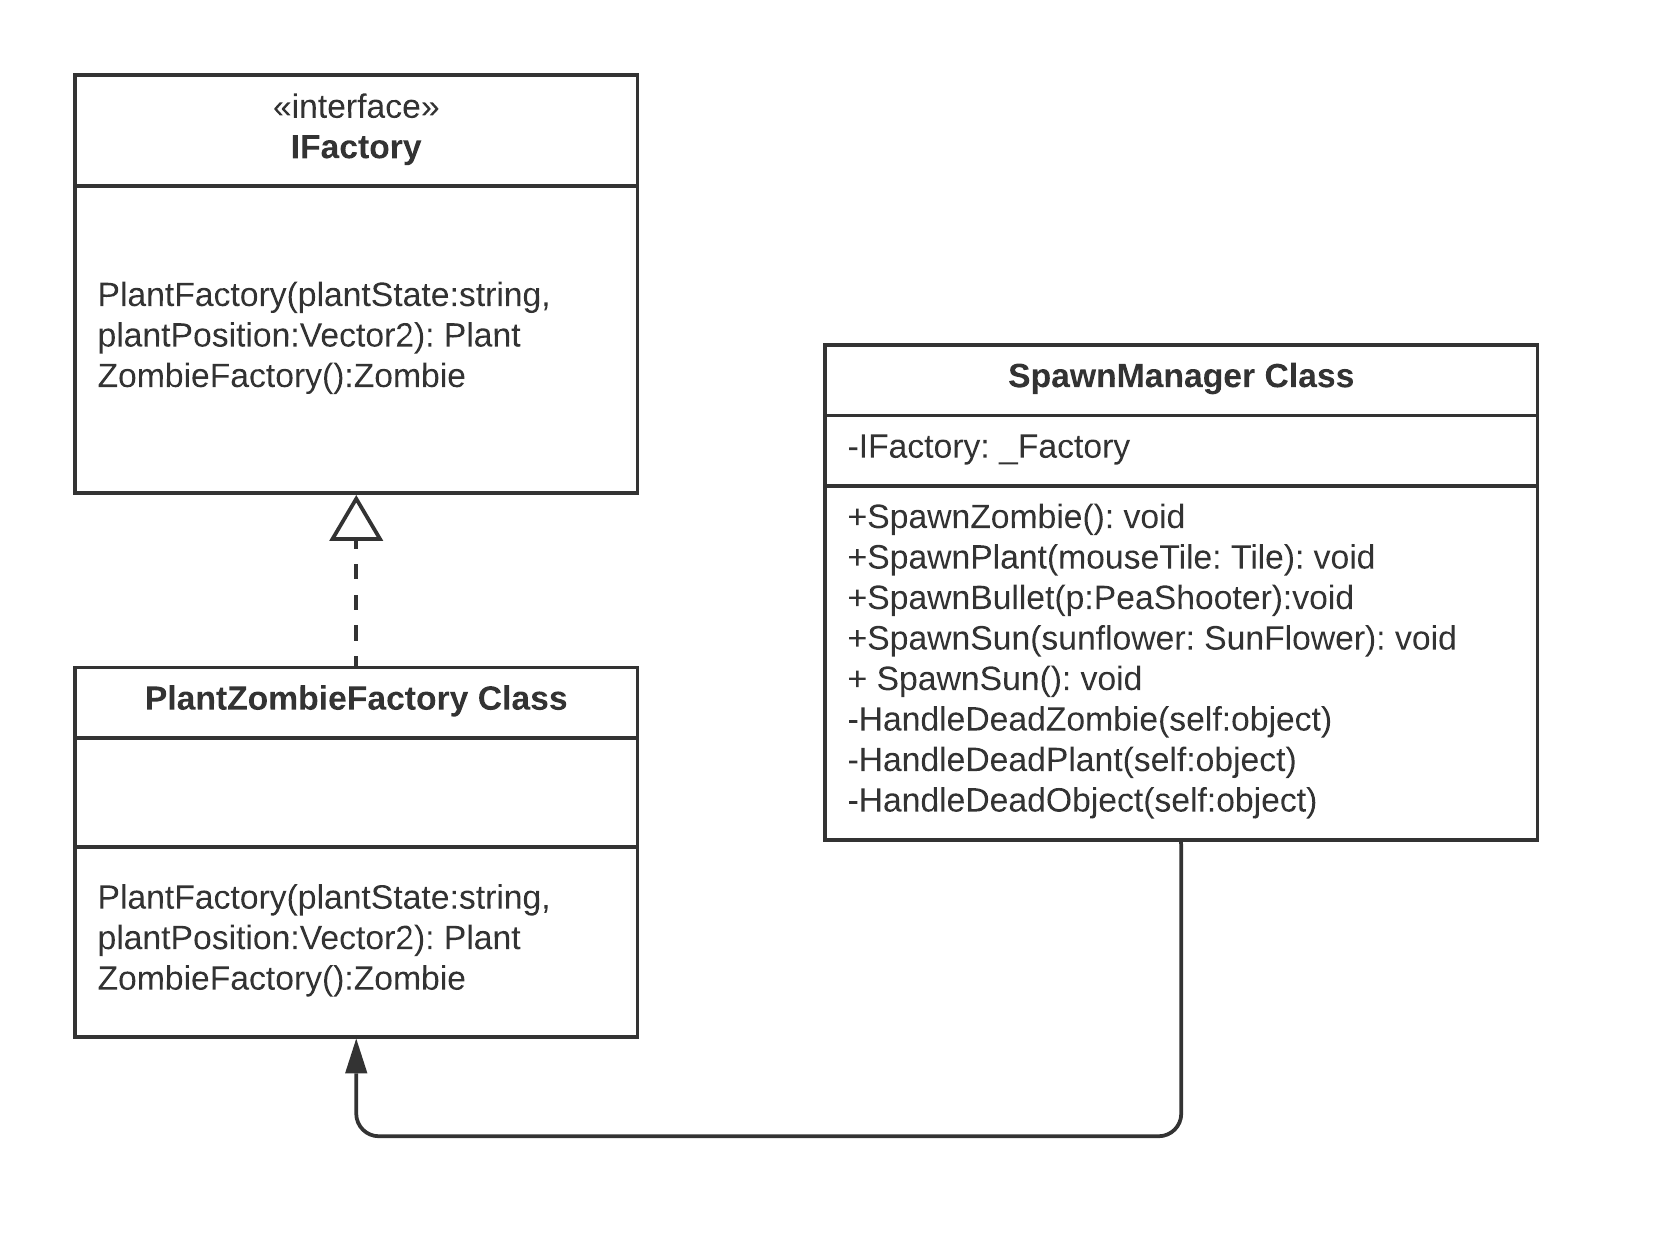 «interface»
IFactory
PlantFactory(plantState:string,
plantPosition:Vector2): Plant
ZombieFactory():Zombie
PlantZombieFactory Class
PlantFactory(plantState:string,
plantPosition:Vector2): Plant
ZombieFactory():Zombie
SpawnManager Class
-IFactory: _Factory
+SpawnZombie(): void
+SpawnPlant(mouseTile: Tile): void
+SpawnBullet(p:PeaShooter):void
+SpawnSun(sunflower: SunFlower): void
+ SpawnSun(): void
-HandleDeadZombie(self:object)
-HandleDeadPlant(self:object)
-HandleDeadObject(self:object)